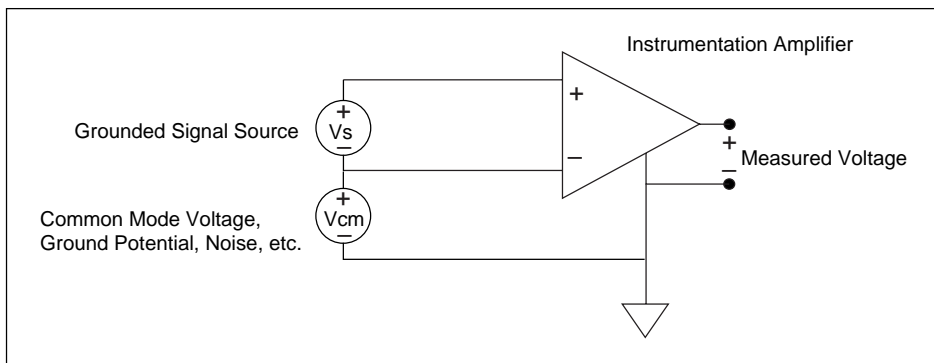 Instrumentation Amplifier
+
+
Grounded Signal Source
Vs
−
−
+
−
Measured Voltage
+
Vcm
−
Common Mode Voltage,
Ground Potential, Noise, etc.